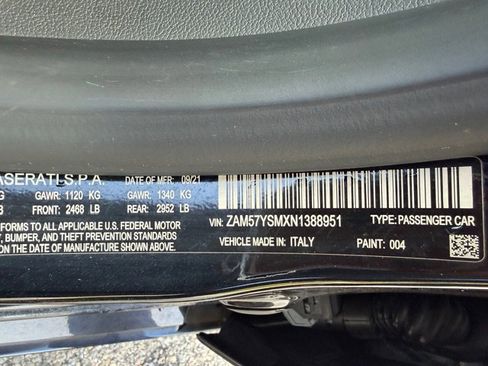 ASERATI S.P.A. DATE OF MFR: 09/21
G GAWR: 1120 KG GAWR: 1340 KG
B FRONT: 2468 LB REAR: 2952 LB
VIN: ZAM57YSMXN1388951 TYPE: PASSENGER CAR
FORMS TO ALL APPLICABLE U.S. FEDERAL MOTOR
Y, BUMPER, AND THEFT PREVENTION STANDARDS
ON THE DATE OF MANUFACTURE SHOWN ABOVE
VEHICLE MADE IN: ITALY PAINT: 004